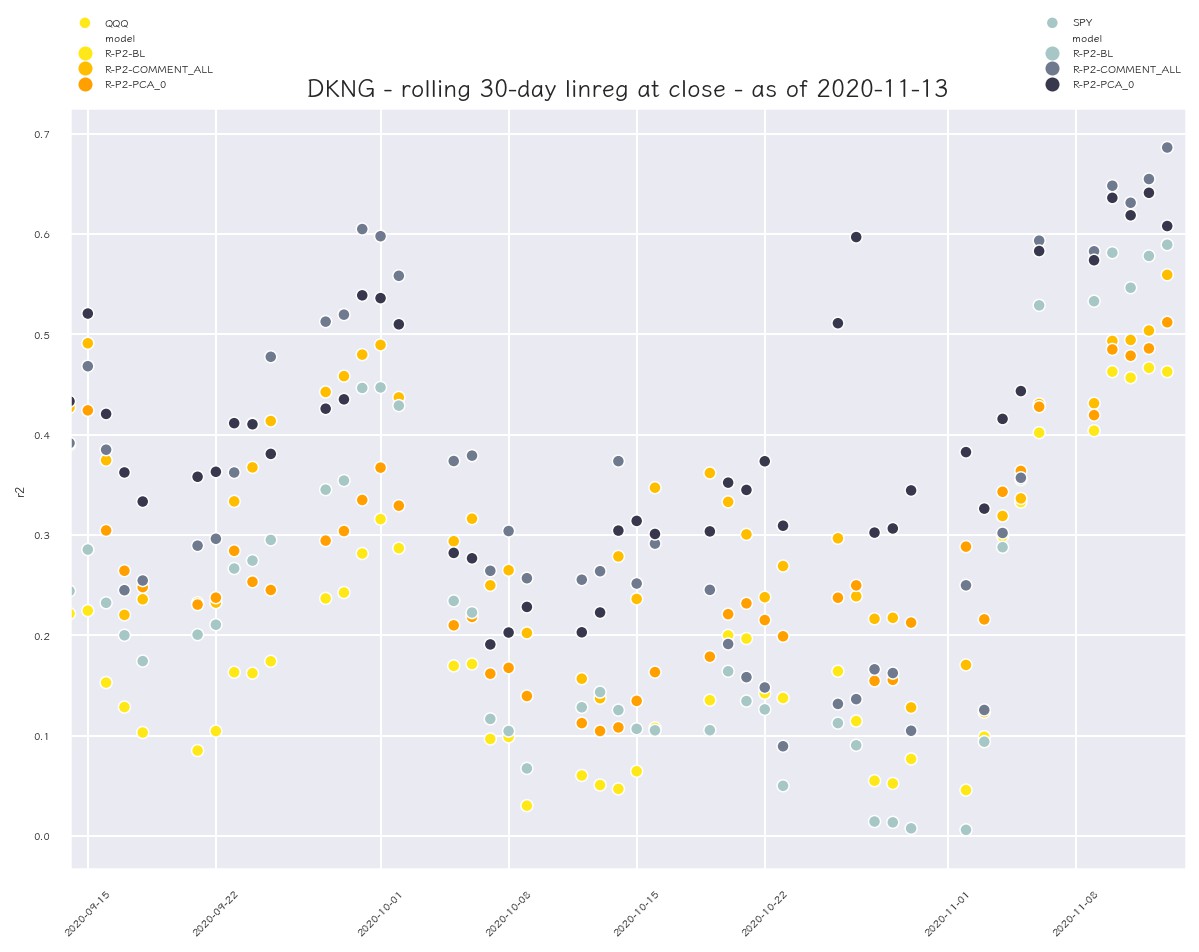 QQQ
model
R-P2-BL
R-P2-COMMENT_ALL
R-P2-PCA_0
SPY
model
R-P2-BL
R-P2-COMMENT_ALL
R-P2-PCA_0
DKNG - rolling 30-day linreg at close - as of 2020-11-13
0.7
0.6
0.5
0.4
0.3
0.2
0.1
0.0
r2
2020-09-15
2020-09-22
2020-10-01
2020-10-08
2020-10-15
2020-10-22
2020-11-01
2020-11-08